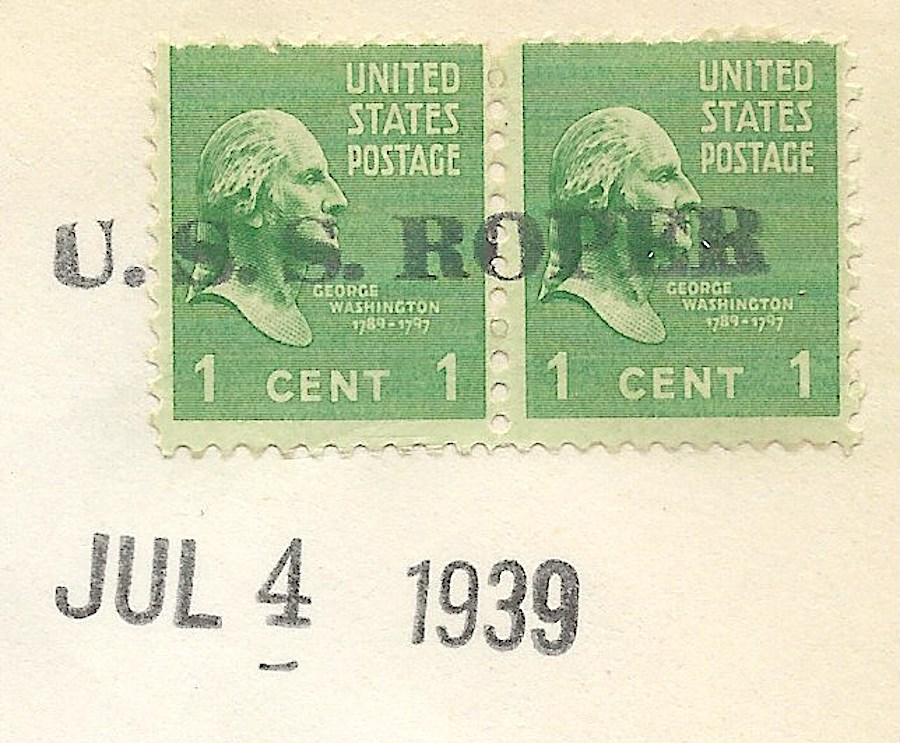 UNITED
STATES
POSTAGE
UNITED
STATES
POSTAGE
U.S.S. ROPER
GEORGE
WASHINGTON
1789-1797
GEORGE
WASHINGTON
1789-1797
1 CENT 1
1 CENT 1
JUL 4 1939